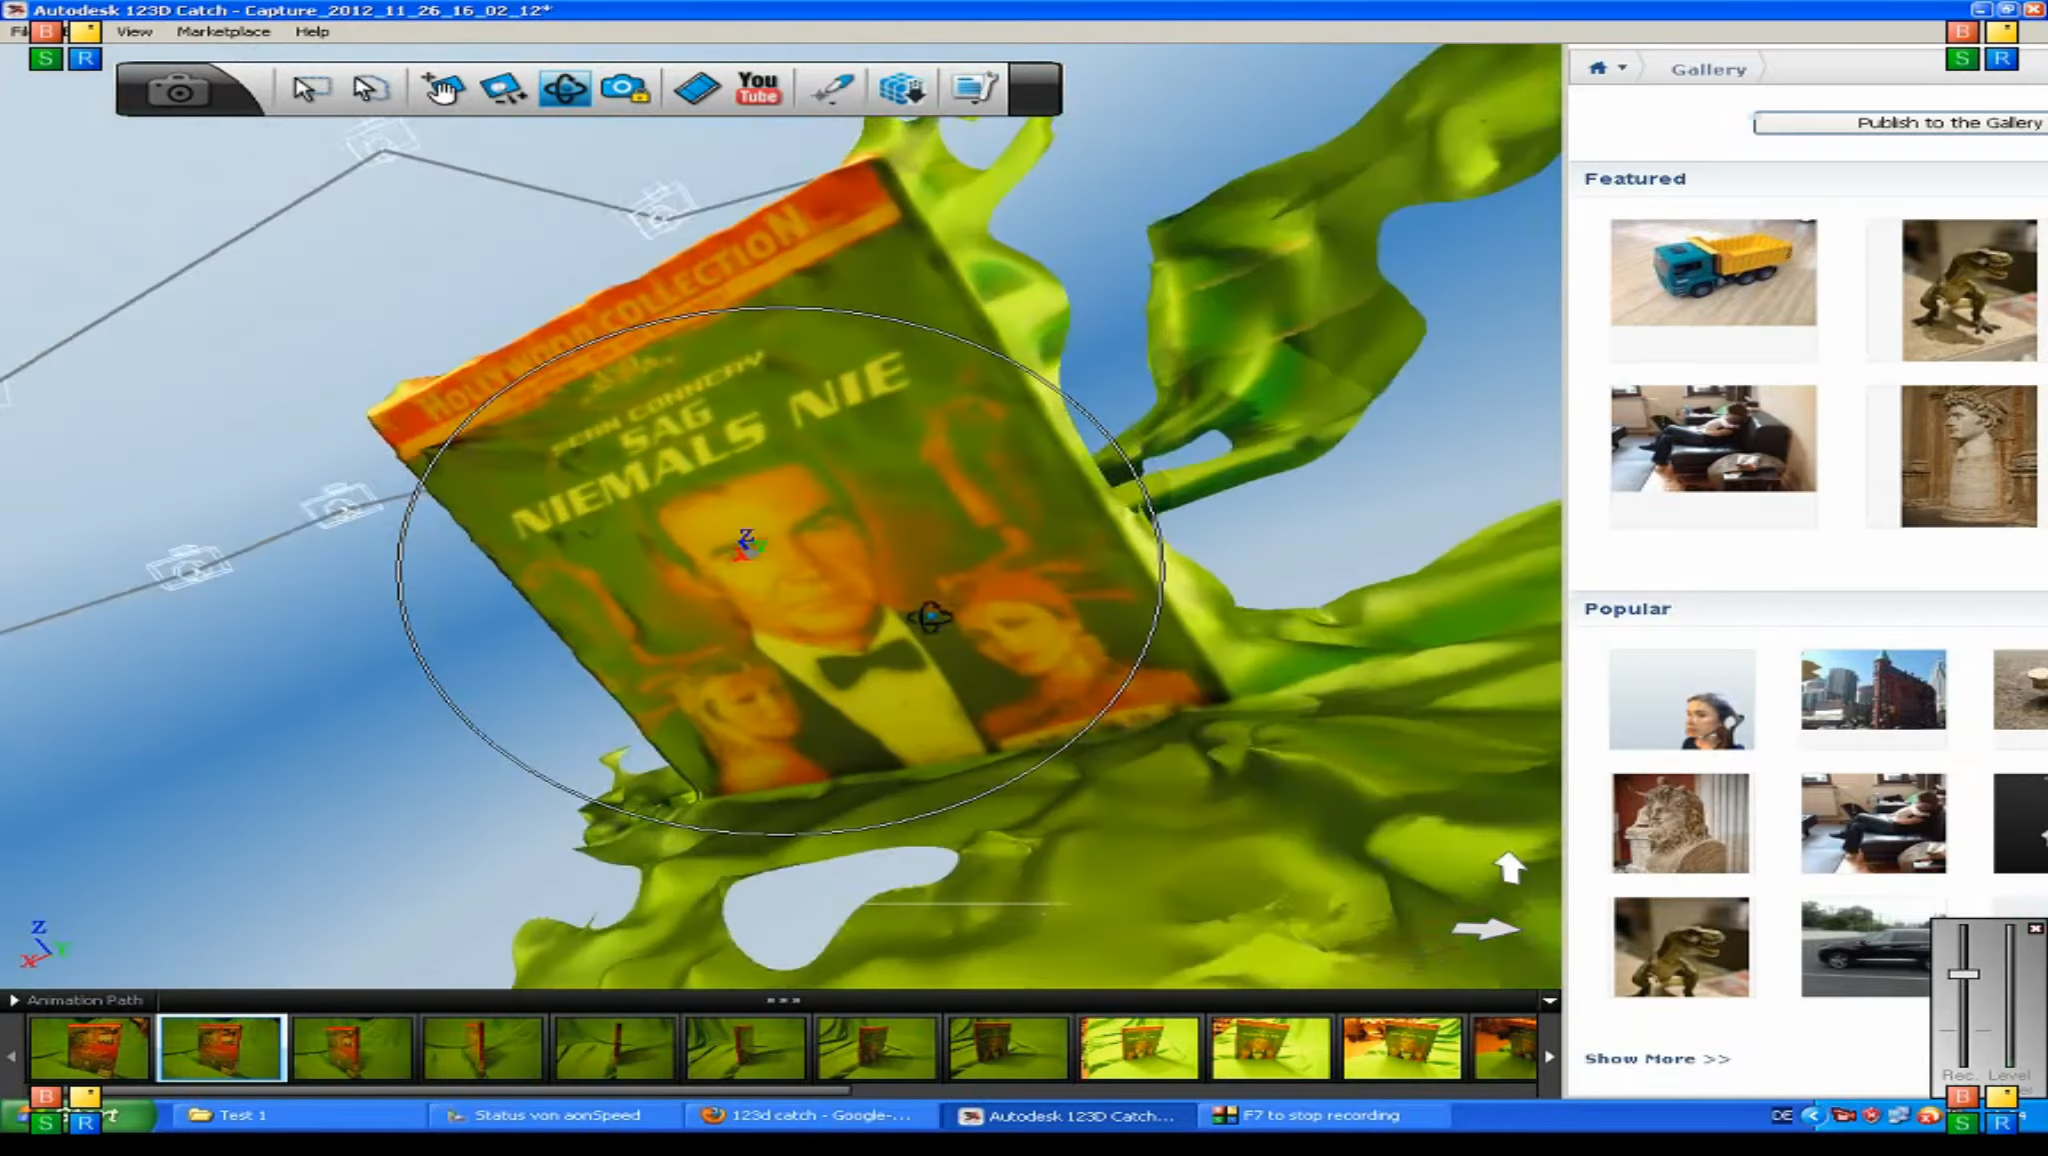 Autodesk 123D Catch - Capture_2012_11_26_16_02_12*
View Marketplace Help
B
S R
B
S R
You
Tube
Gallery
Publish to the Gallery
Featured
HOLLYWOOD COLLECTION
SEAN CONNERY
SAG
NIEMALS NIE
Z
X Y
Popular
Z
X Y
Animation Path
Show More >>
Rec. Level
B
S R
B
S R
Test 1
Status von aonSpeed
123d catch - Google-...
Autodesk 123D Catch...
F7 to stop recording
DE